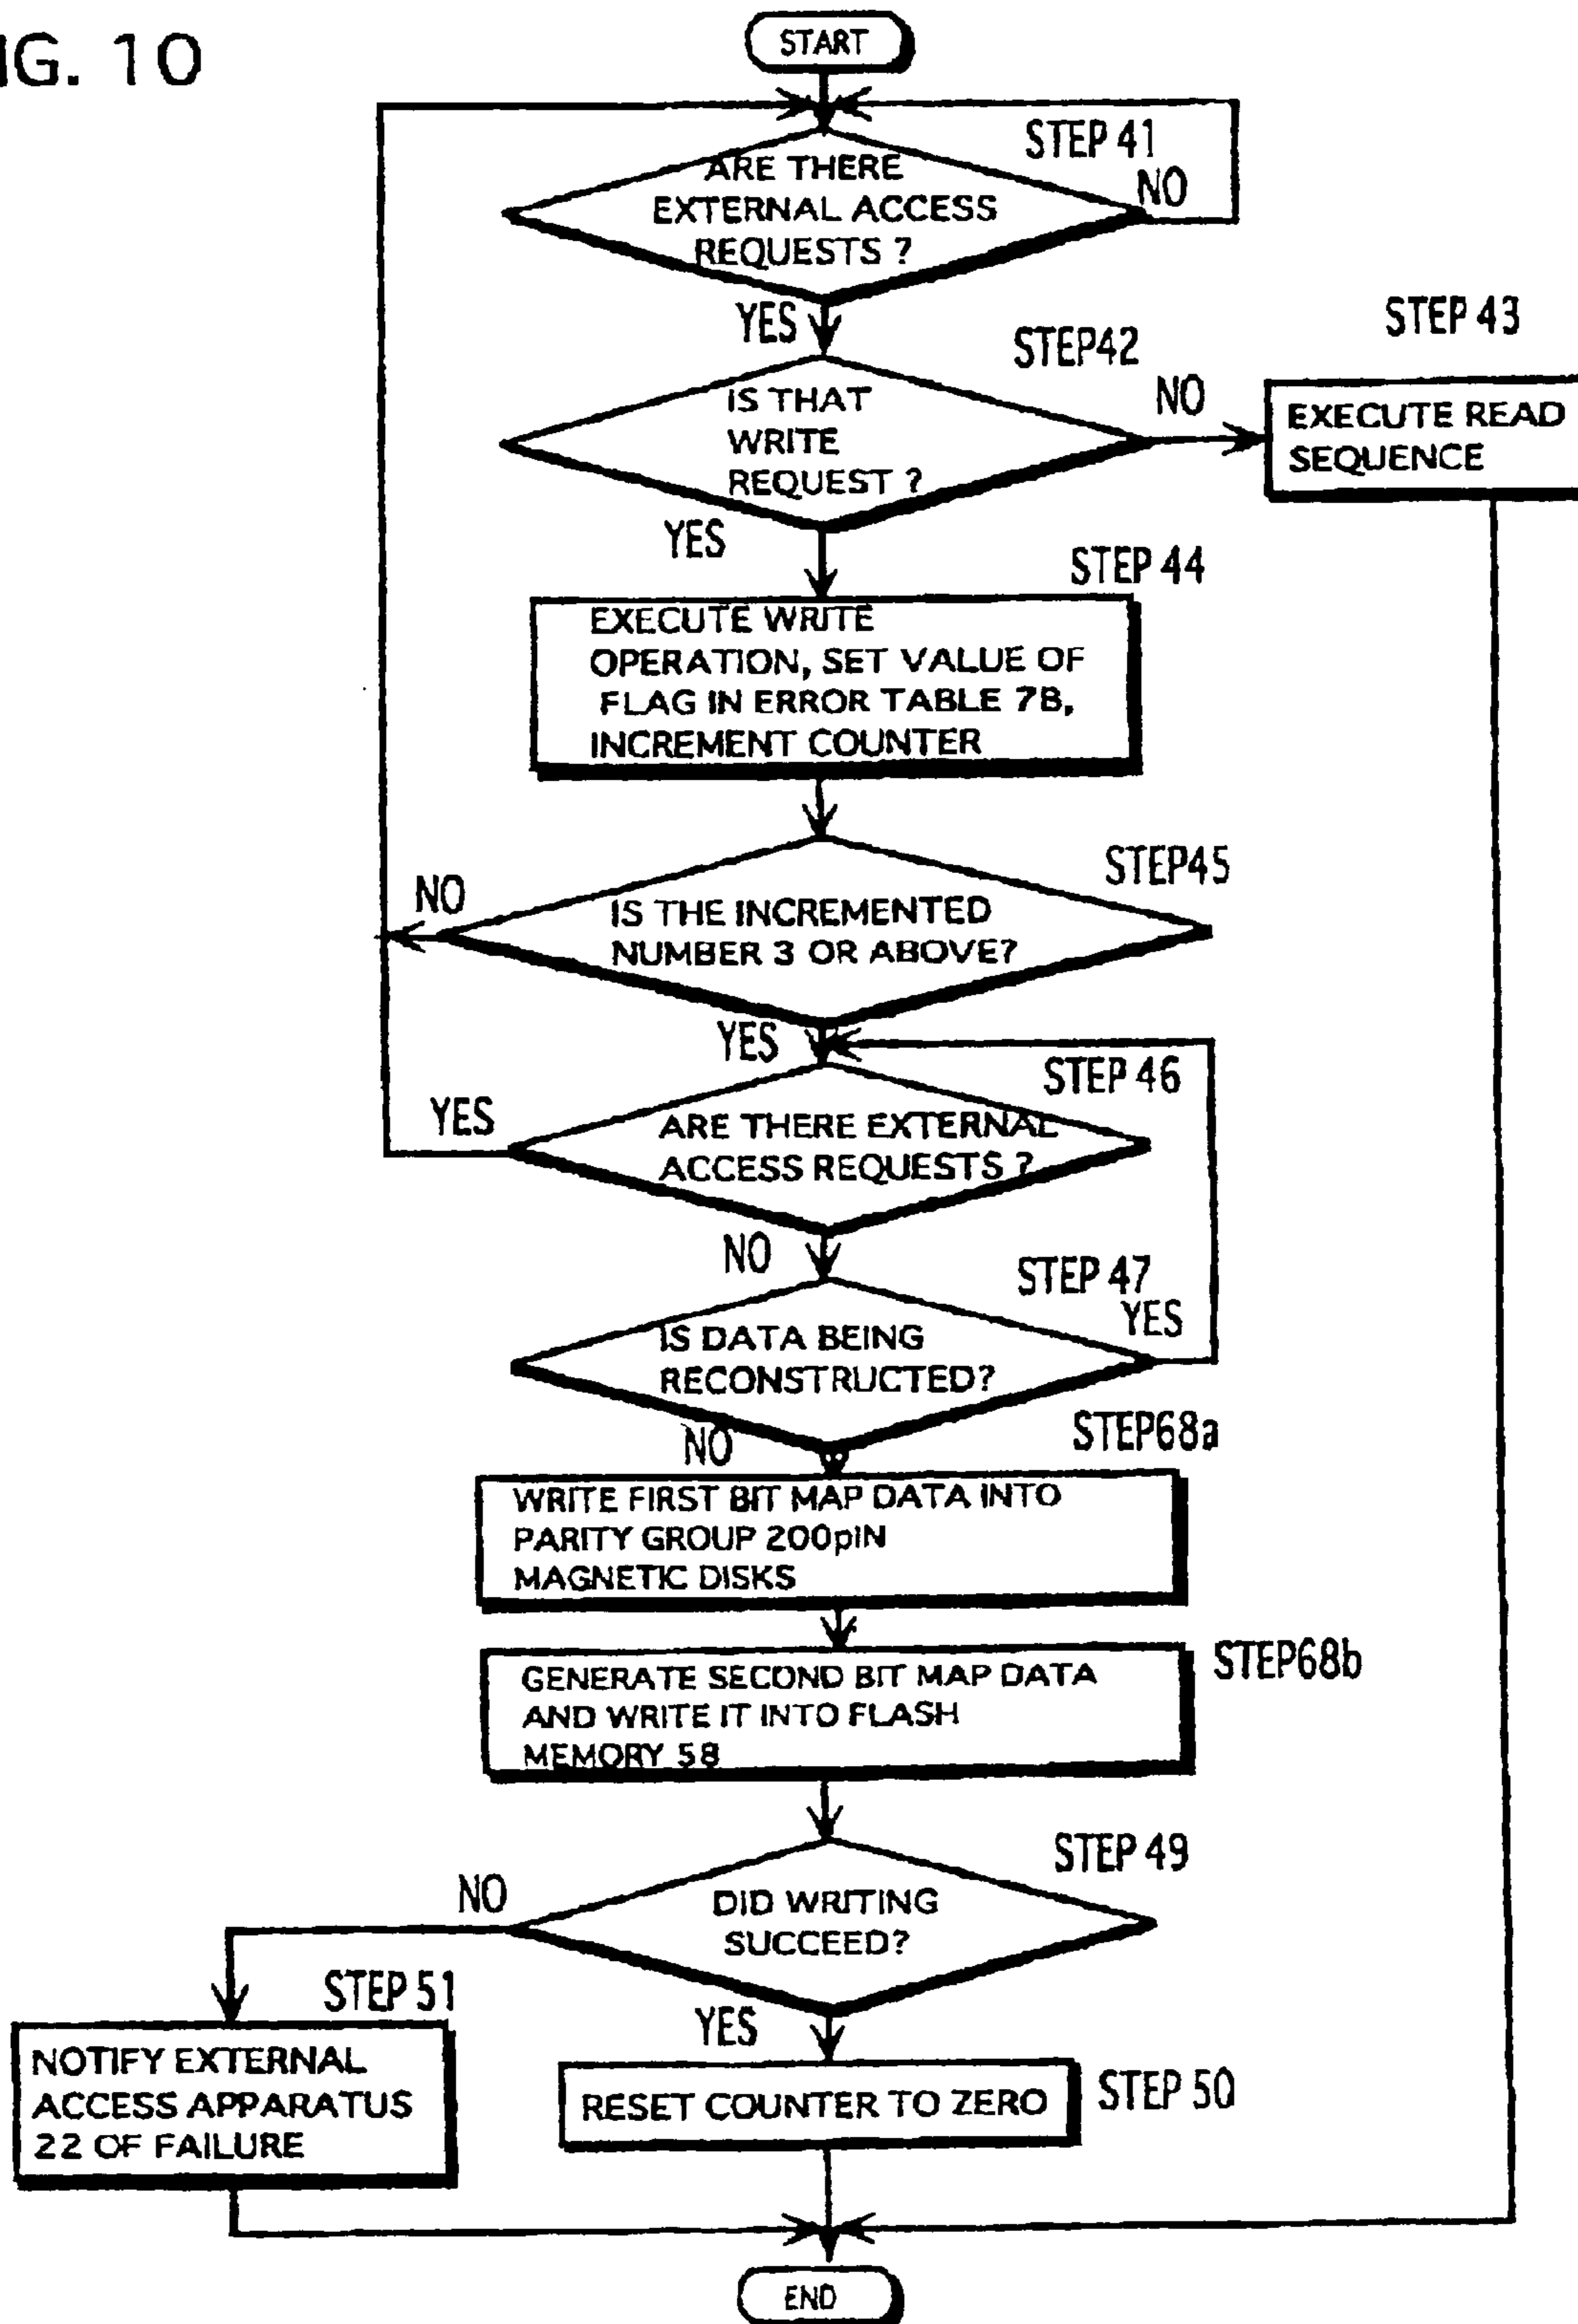 IG. 10
START
STEP 41
ARE THERE
EXTERNAL ACCESS
REQUESTS ?
NO
YES
STEP42
STEP 43
IS THAT
WRITE
REQUEST ?
NO
EXECUTE READ
SEQUENCE
YES
STEP 44
EXECUTE WRITE
OPERATION, SET VALUE OF
FLAG IN ERROR TABLE 7B,
INCREMENT COUNTER
STEP45
NO
IS THE INCREMENTED
NUMBER 3 OR ABOVE?
YES
STEP 46
YES
ARE THERE EXTERNAL
ACCESS REQUESTS ?
NO
STEP 47
YES
IS DATA BEING
RECONSTRUCTED?
NO
STEP68a
WRITE FIRST BIT MAP DATA INTO
PARITY GROUP 200pIN
MAGNETIC DISKS
STEP68b
GENERATE SECOND BIT MAP DATA
AND WRITE IT INTO FLASH
MEMORY 58
STEP 49
NO
DID WRITING
SUCCEED?
STEP 51
YES
NOTIFY EXTERNAL
ACCESS APPARATUS
22 OF FAILURE
RESET COUNTER TO ZERO
STEP 50
END